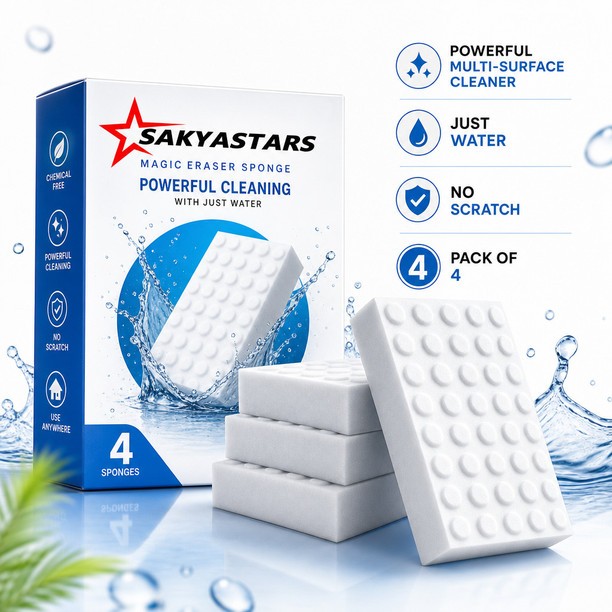 SAKYASTARS
MAGIC ERASER SPONGE
POWERFUL CLEANING
WITH JUST WATER
CHEMICAL
FREE
POWERFUL
CLEANING
NO
SCRATCH
USE
ANYWHERE
4
SPONGES
POWERFUL
MULTI-SURFACE
CLEANER
JUST
WATER
NO
SCRATCH
4
PACK OF
4